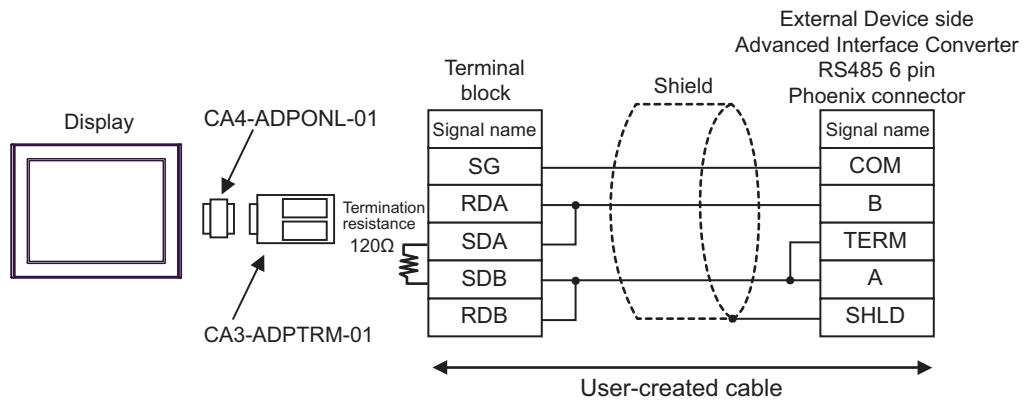 External Device side
Advanced Interface Converter
RS485 6 pin
Phoenix connector
Terminal
block
Shield
Display
CA4-ADPONL-01
Signal name
Signal name
SG
COM
RDA
B
Termination
resistance
120Ω
SDA
TERM
SDB
A
RDB
SHLD
CA3-ADPTRM-01
User-created cable